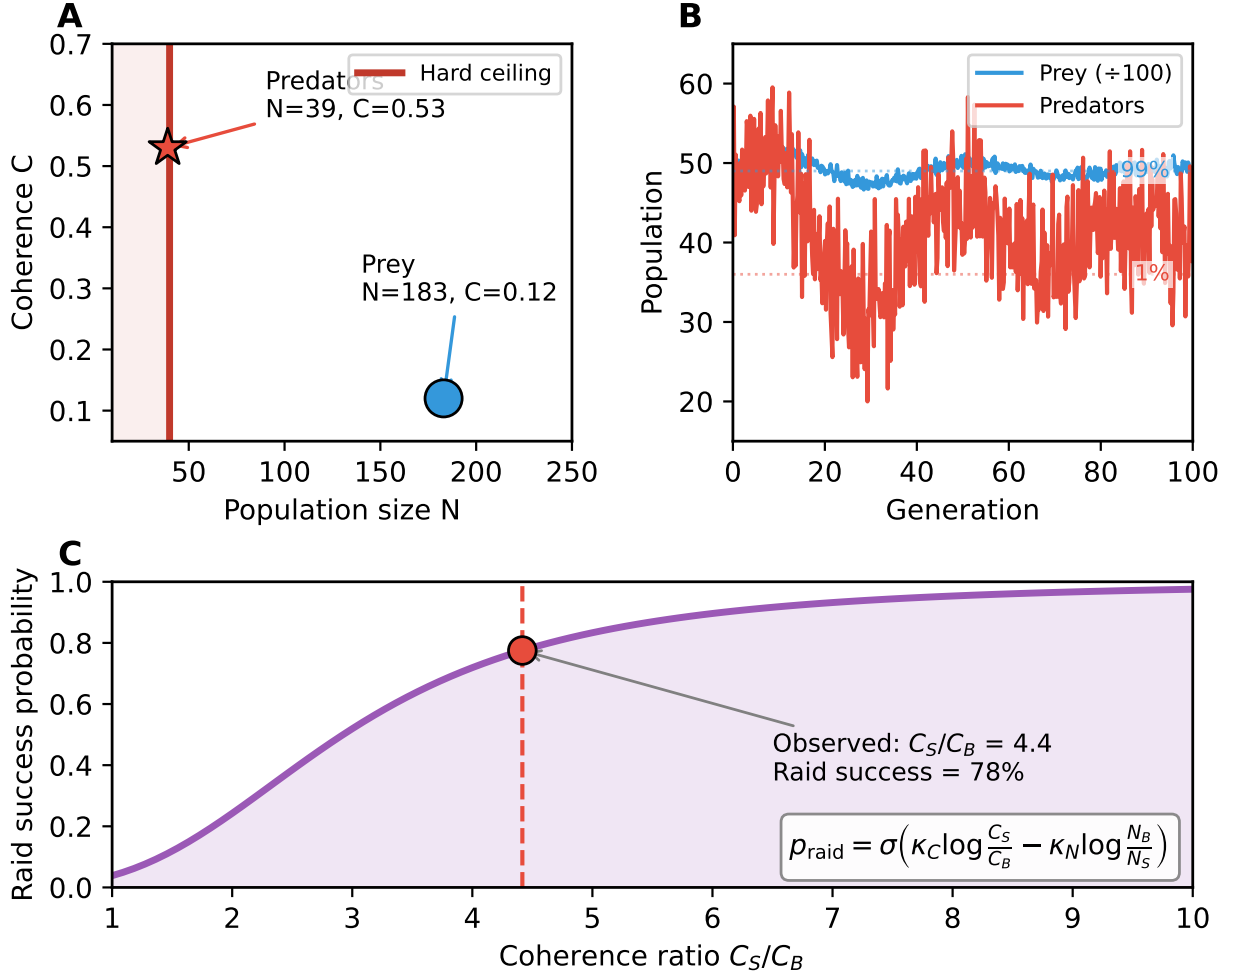 A
0.7
0.6
0.5
0.4
0.3
0.2
0.1
Coherence C
Predators
N=39, C=0.53
Hard ceiling
Prey
N=183, C=0.12
50
100
150
200
250
Population size N
B
60
50
40
30
20
Population
Prey (÷100)
Predators
99%
1%
0
20
40
60
80
100
Generation
C
1.0
0.8
0.6
0.4
0.2
0.0
Raid success probability
Observed: C_S/C_B = 4.4
Raid success = 78%
p_raid = σ(κ_C log C_S/C_B − κ_N log N_B/N_S)
1
2
3
4
5
6
7
8
9
10
Coherence ratio C_S/C_B